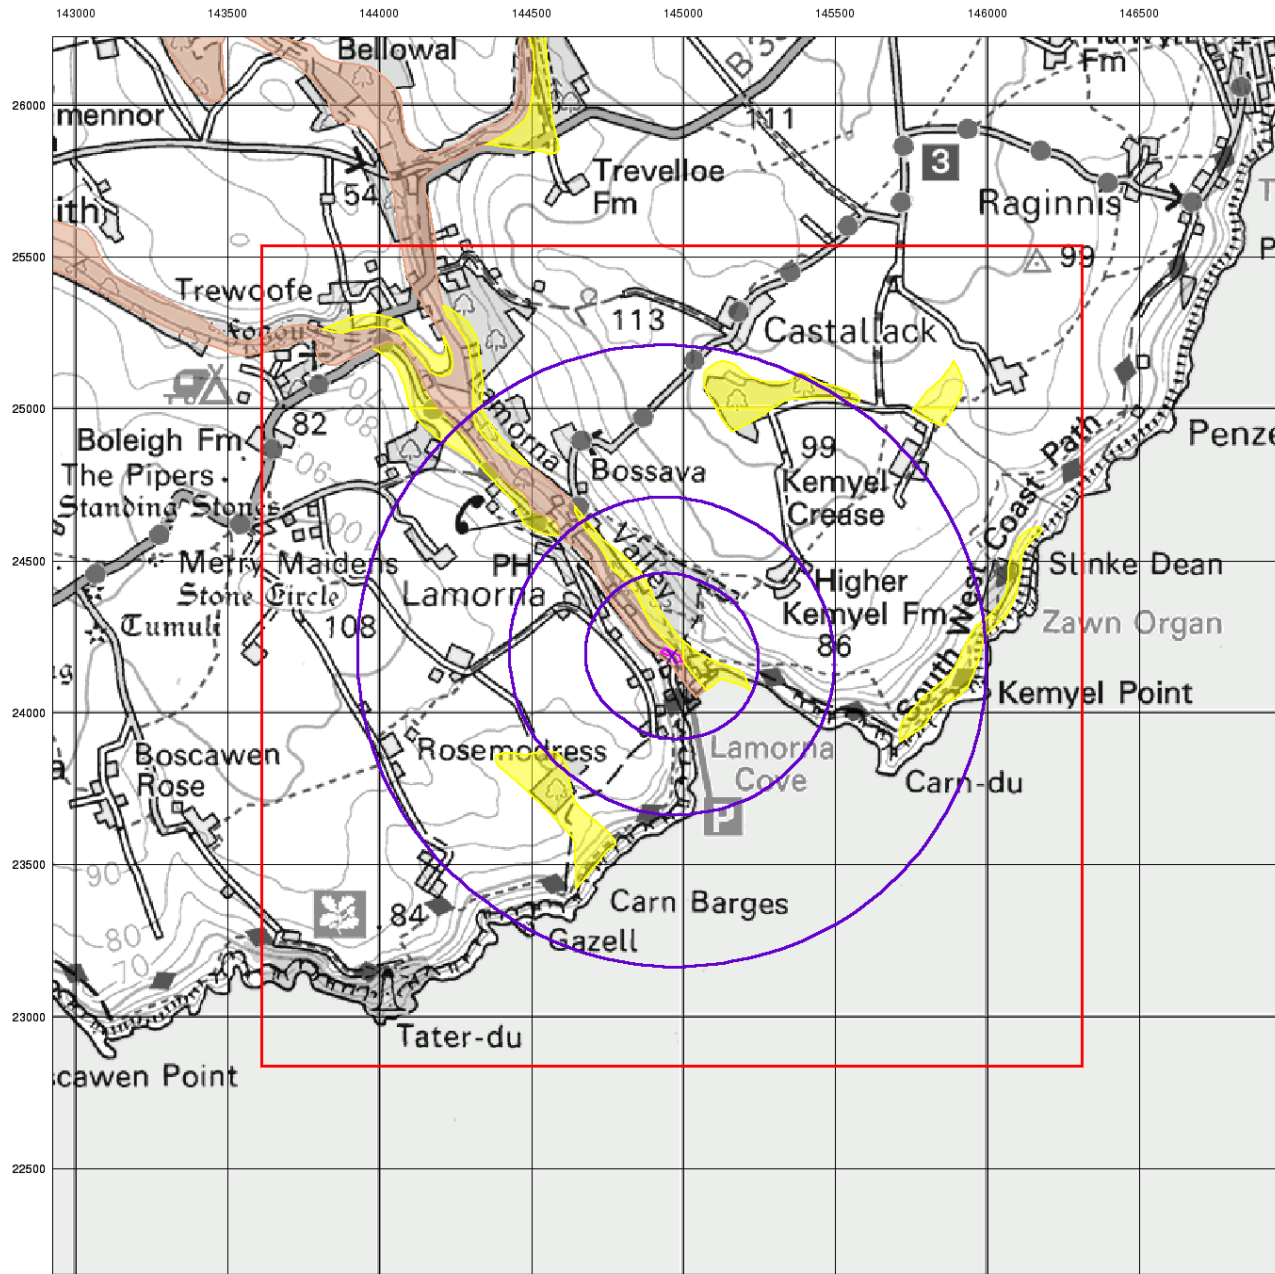 143000 143500 144000 144500 145000 145500 146000 146500
Bellowal
Fm
26000
mennor
111
3
Trevelloe
Fm
54
Raginnis
ith
25500
99
Trewoofe
113
Castallack
25000
82
Boleigh Fm
Lamorna
99
Penze
The Pipers
Standing Stones
Bossava
Kemyel
Crease
Valley
South West Coast Path
24500
Merry Maidens
Stone Circle
PH
Lamorna
Higher
Kemyel Fm
Slinke Dean
Zawn Organ
Tumuli
108
86
24000
Kemyel Point
Boscawen
Rose
Rosemodress
Lamorna
Cove
Carn-du
P
23500
90
Carn Barges
84
80
Gazell
70
23000
Tater-du
scawen Point
22500